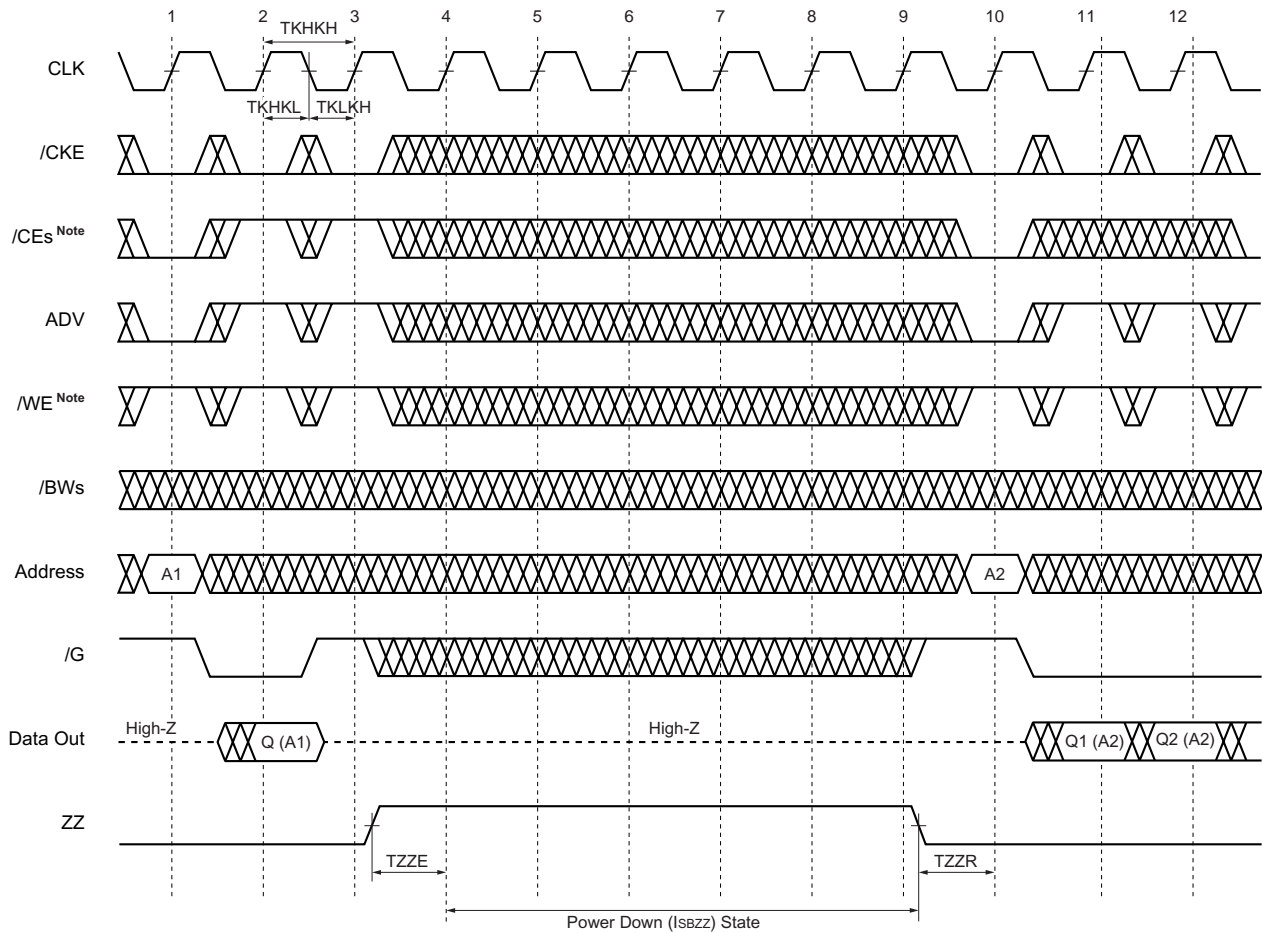 1 2 3 4 5 6 7 8 9 10 11 12
TKHKH
CLK
TKHKL TKLKH
/CKE
/CEs Note
ADV
/WE Note
/BWs
Address A1 A2
/G
High-Z High-Z
Data Out Q (A1) Q1 (A2) Q2 (A2)
ZZ
TZZE TZZR
Power Down (ISBZZ) State